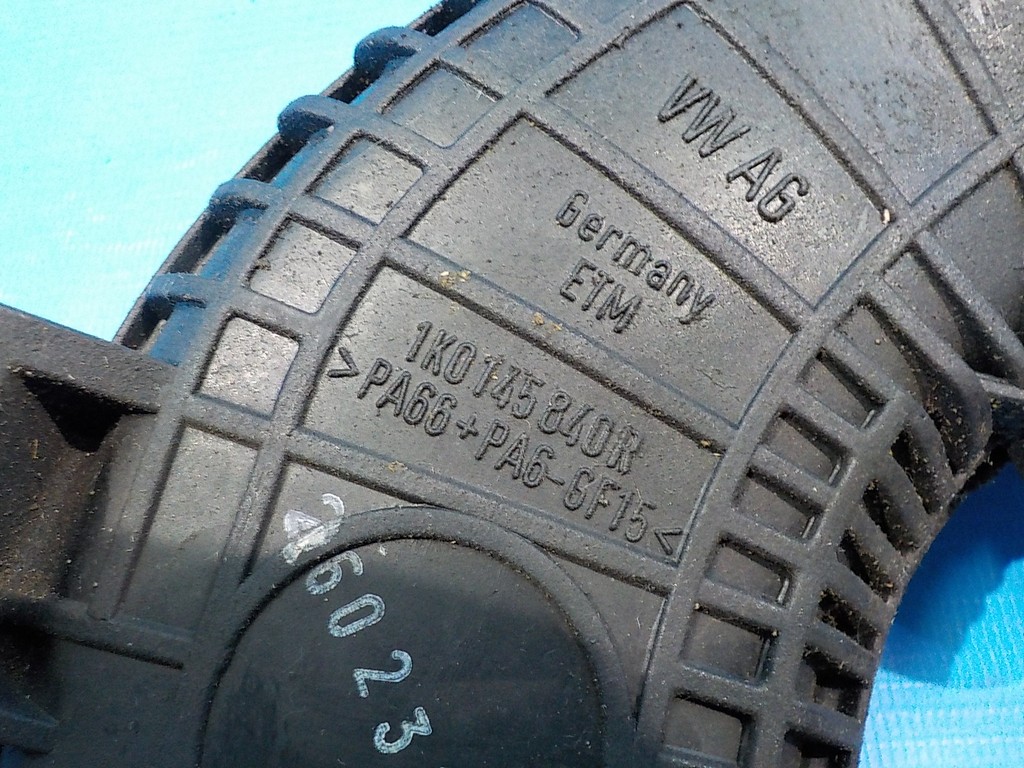 VW AG
Germany
ETM
1K0 145 840R
>PA66+PA6-GF15<
6023